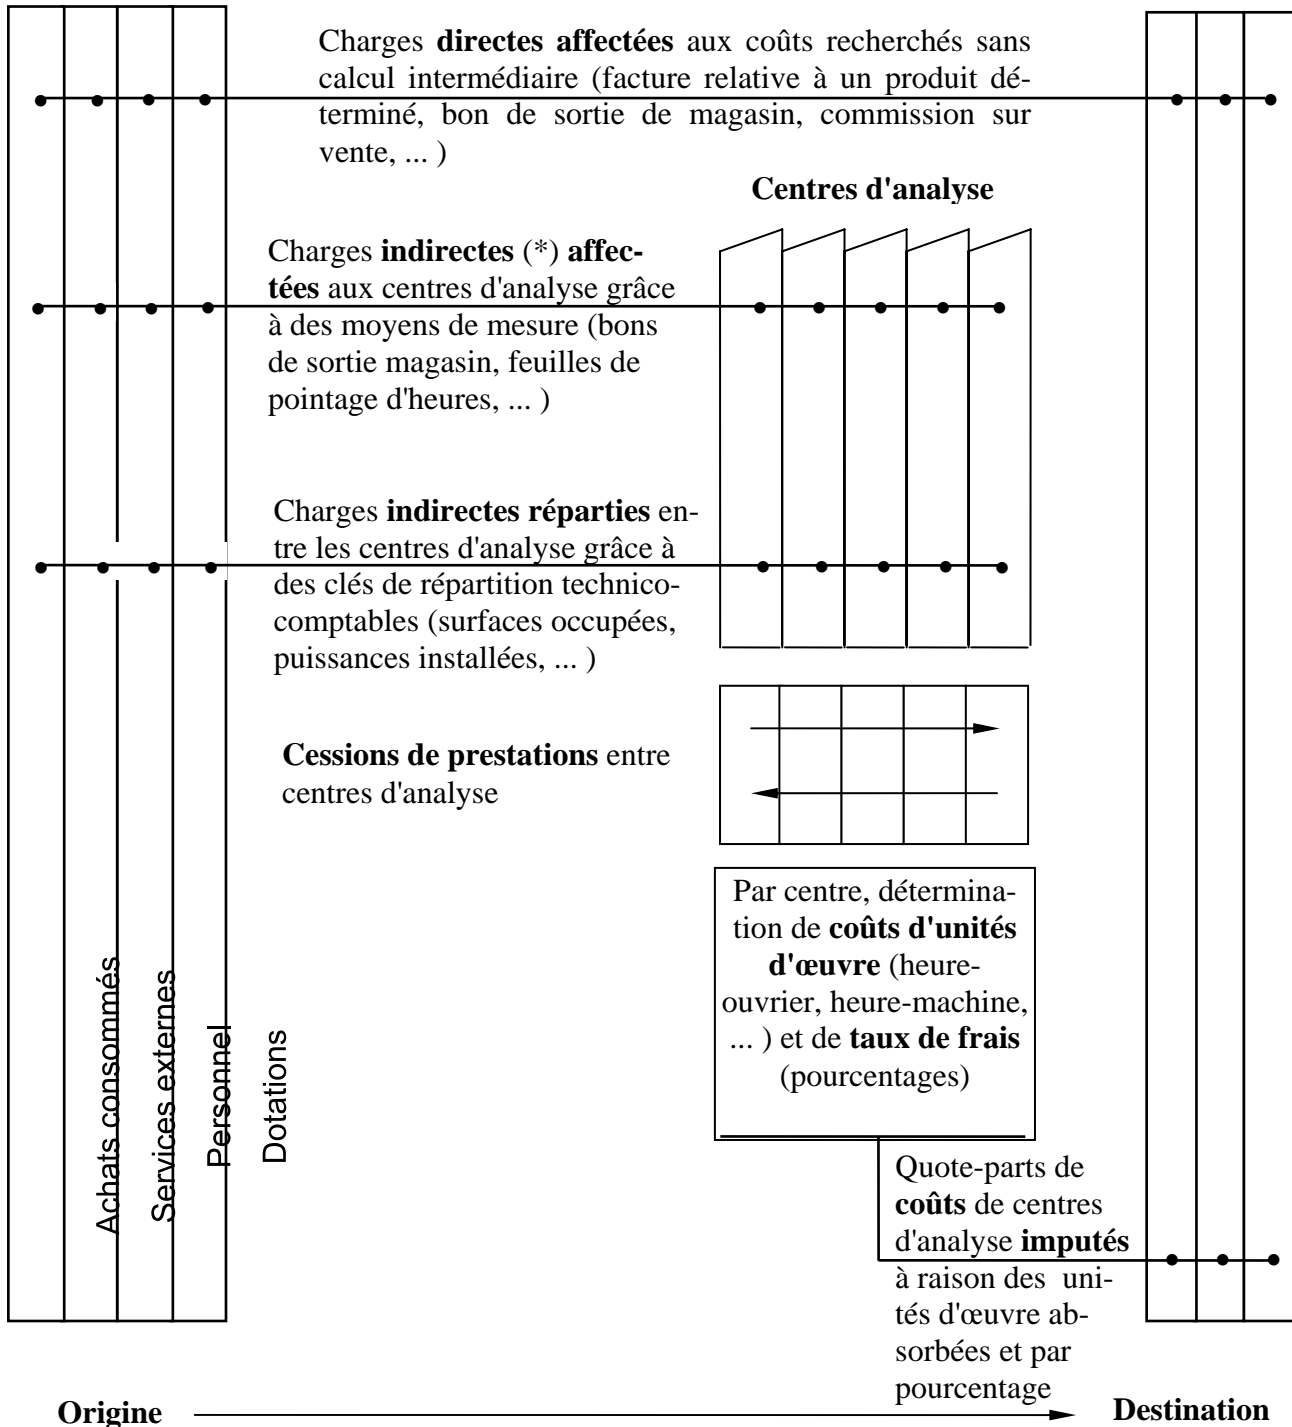 Charges directes affectées aux coûts recherchés sans
calcul intermédiaire (facture relative à un produit dé-
terminé, bon de sortie de magasin, commission sur
vente, ... )
Centres d'analyse
Charges indirectes (*) affec-
tées aux centres d'analyse grâce
à des moyens de mesure (bons
de sortie magasin, feuilles de
pointage d'heures, ... )
Charges indirectes réparties en-
tre les centres d'analyse grâce à
des clés de répartition technico-
comptables (surfaces occupées,
puissances installées, ... )
Cessions de prestations entre
centres d'analyse
Par centre, détermina-
tion de coûts d'unités
d'œuvre (heure-
ouvrier, heure-machine,
... ) et de taux de frais
(pourcentages)
Achats consommés
Services externes
Personnel
Dotations
Quote-parts de
coûts de centres
d'analyse imputés
à raison des uni-
tés d'œuvre ab-
sorbées et par
pourcentage
Origine
Destination